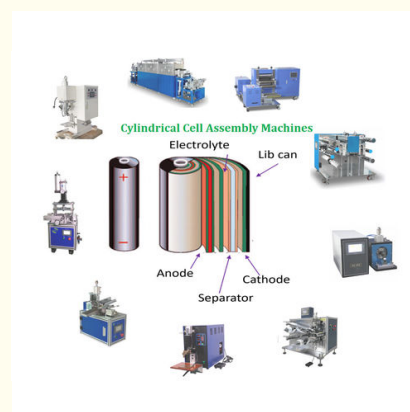 Cylindrical Cell Assembly Machines
Electrolyte
Lib can
+
−
Anode
Cathode
Separator